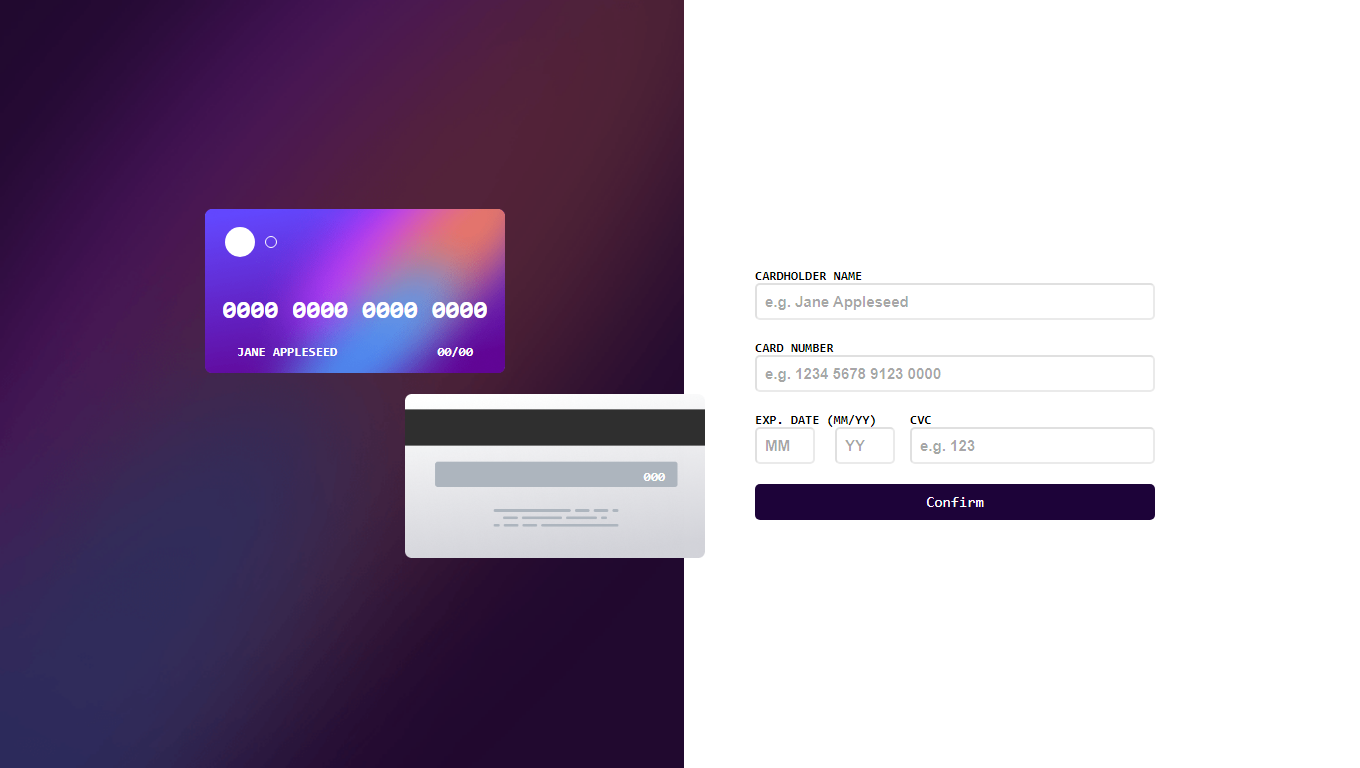 0000 0000 0000 0000
JANE APPLESEED 00/00
000
CARDHOLDER NAME
e.g. Jane Appleseed
CARD NUMBER
e.g. 1234 5678 9123 0000
EXP. DATE (MM/YY) CVC
MM YY e.g. 123
Confirm